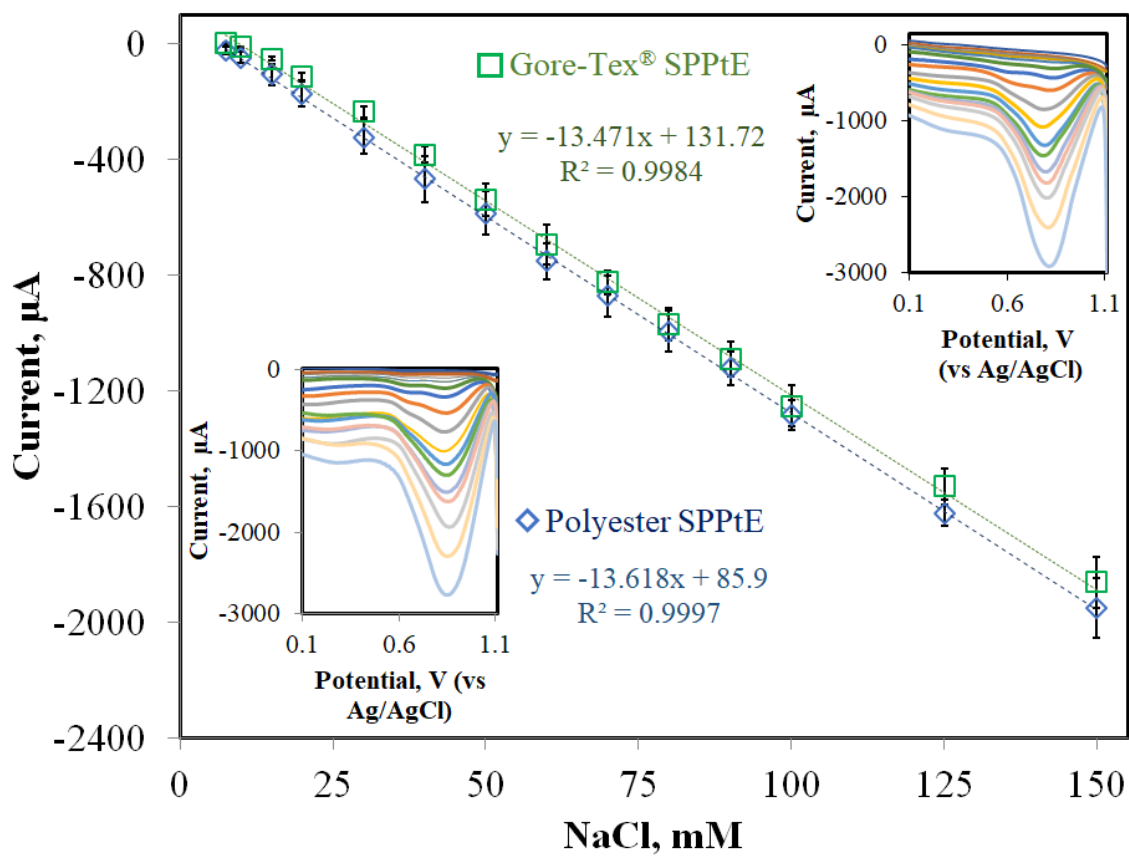 0
-400
-800
-1200
-1600
-2000
-2400
Current, µA
0
25
50
75
100
125
150
NaCl, mM
Gore-Tex® SPPtE
y = -13.471x + 131.72
R² = 0.9984
0
-1000
-2000
-3000
Current, µA
0.1
0.6
1.1
Potential, V
(vs Ag/AgCl)
0
-1000
-2000
-3000
Current, µA
0.1
0.6
1.1
Potential, V (vs
Ag/AgCl)
Polyester SPPtE
y = -13.618x + 85.9
R² = 0.9997